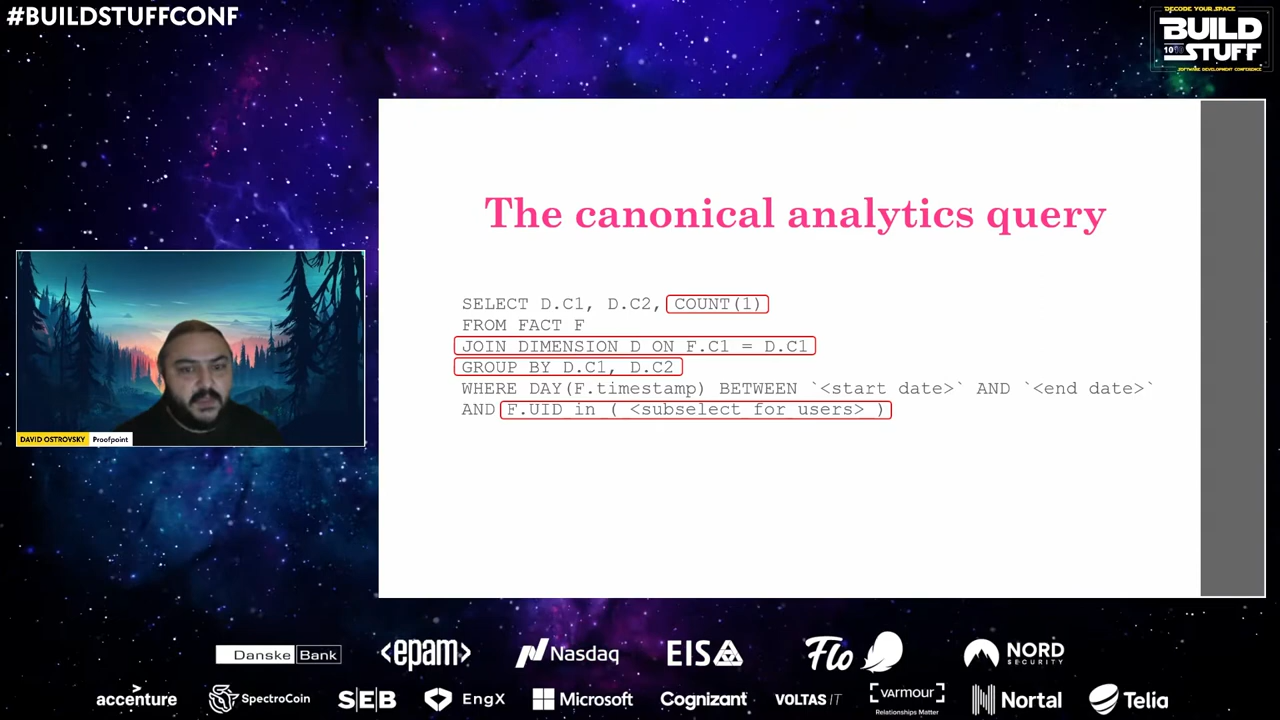 #BUILDSTUFFCONF
DECODE YOUR SPACE
BUILD
STUFF
SOFTWARE DEVELOPMENT CONFERENCE
The canonical analytics query
SELECT D.C1, D.C2, COUNT(1)
FROM FACT F
JOIN DIMENSION D ON F.C1 = D.C1
GROUP BY D.C1, D.C2
WHERE DAY(F.timestamp) BETWEEN `<start date>` AND `<end date>`
AND F.UID in ( <subselect for users> )
DAVID OSTROVSKY Proofpoint
Danske Bank <epam> Nasdaq EIS Flo NORD SECURITY
accenture SpectroCoin SEB EngX Microsoft Cognizant VOLTAS IT vARMOUR Relationships Matter Nortal Telia